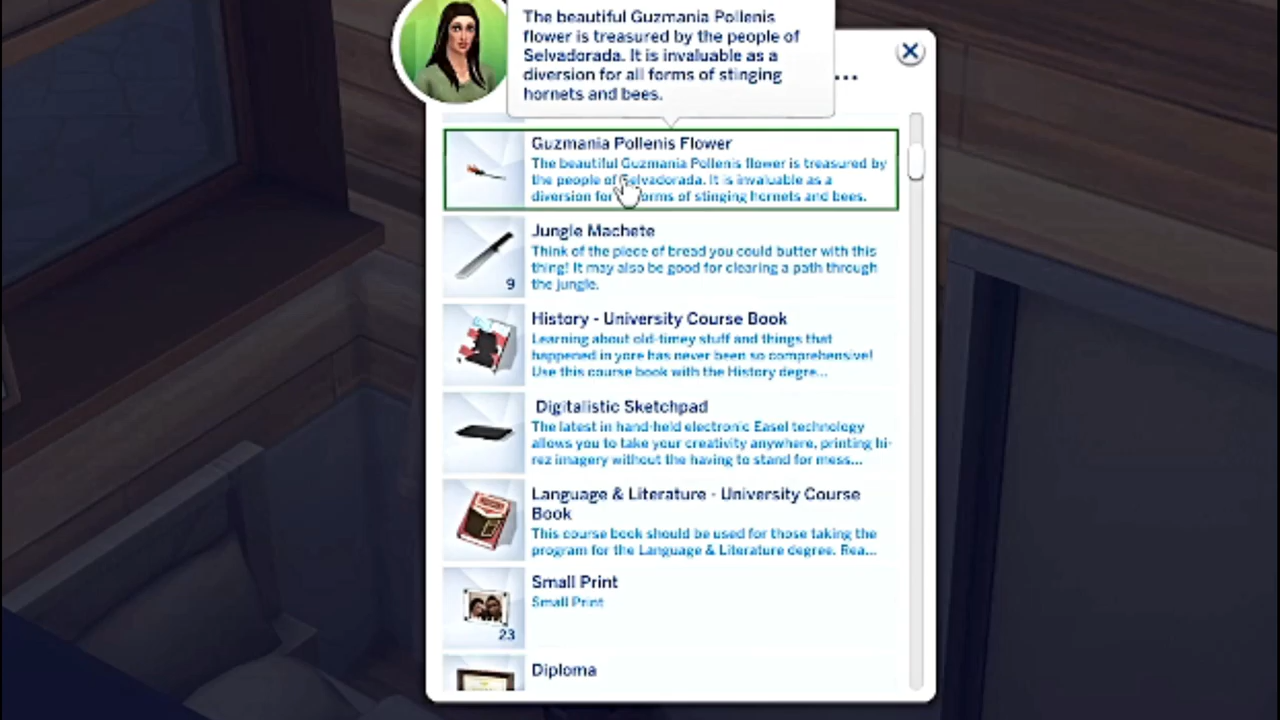 The beautiful Guzmania Pollenis
flower is treasured by the people of
Selvadorada. It is invaluable as a
diversion for all forms of stinging
hornets and bees.
...
Guzmania Pollenis Flower
The beautiful Guzmania Pollenis flower is treasured by
the people of Selvadorada. It is invaluable as a
diversion for forms of stinging hornets and bees.
Jungle Machete
Think of the piece of bread you could butter with this
thing! It may also be good for clearing a path through
the jungle.
9
History - University Course Book
Learning about old-timey stuff and things that
happened in yore has never been so comprehensive!
Use this course book with the History degre...
Digitalistic Sketchpad
The latest in hand-held electronic Easel technology
allows you to take your creativity anywhere, printing hi-
rez imagery without the having to stand for mess...
Language & Literature - University Course
Book
This course book should be used for those taking the
program for the Language & Literature degree. Rea...
Small Print
Small Print
23
Diploma